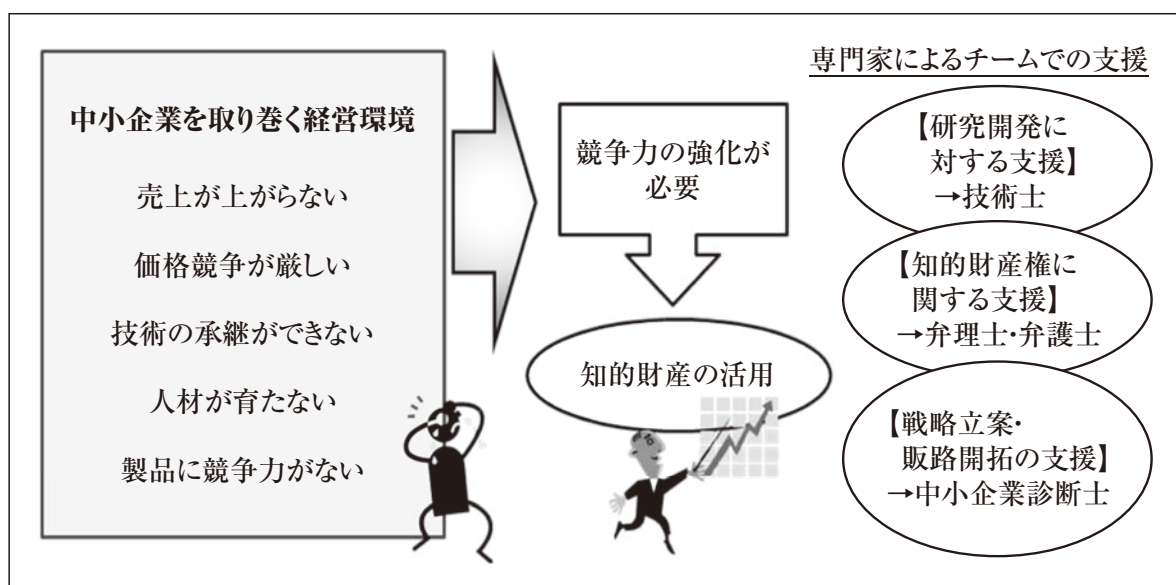 中小企業を取り巻く経営環境
売上が上がらない
価格競争が厳しい
技術の承継ができない
人材が育たない
製品に競争力がない
競争力の強化が
必要
知的財産の活用
専門家によるチームでの支援
【研究開発に
対する支援】
→技術士
【知的財産権に
関する支援】
→弁理士・弁護士
【戦略立案・
販路開拓の支援】
→中小企業診断士